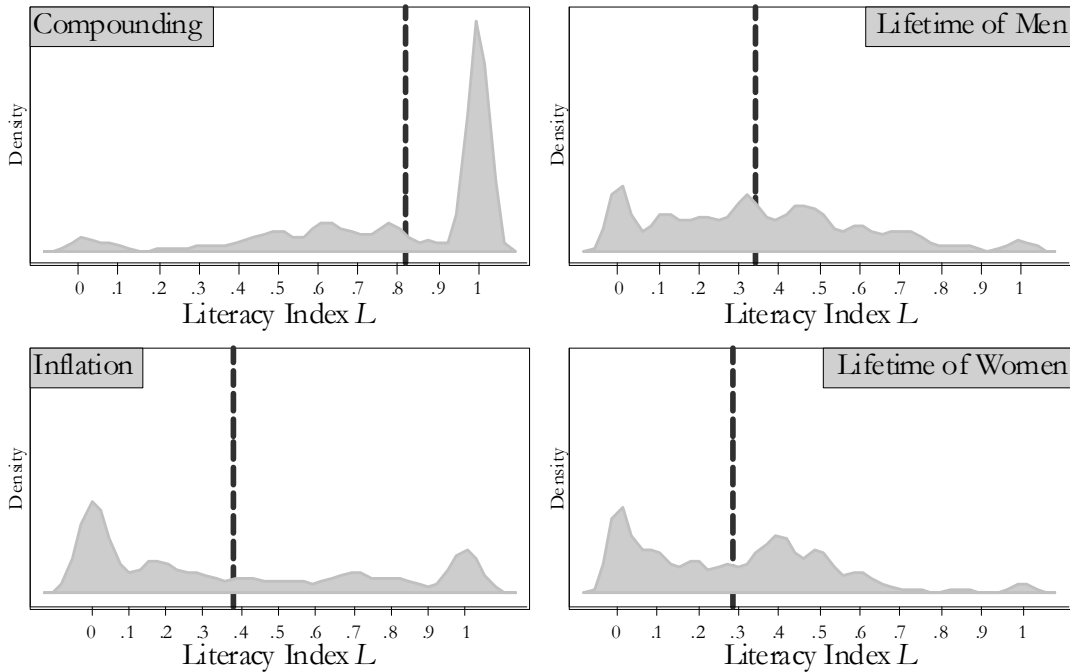 Compounding
Density
0 .1 .2 .3 .4 .5 .6 .7 .8 .9 1
Literacy Index L
Lifetime of Men
Density
0 .1 .2 .3 .4 .5 .6 .7 .8 .9 1
Literacy Index L
Inflation
Density
0 .1 .2 .3 .4 .5 .6 .7 .8 .9 1
Literacy Index L
Lifetime of Women
Density
0 .1 .2 .3 .4 .5 .6 .7 .8 .9 1
Literacy Index L